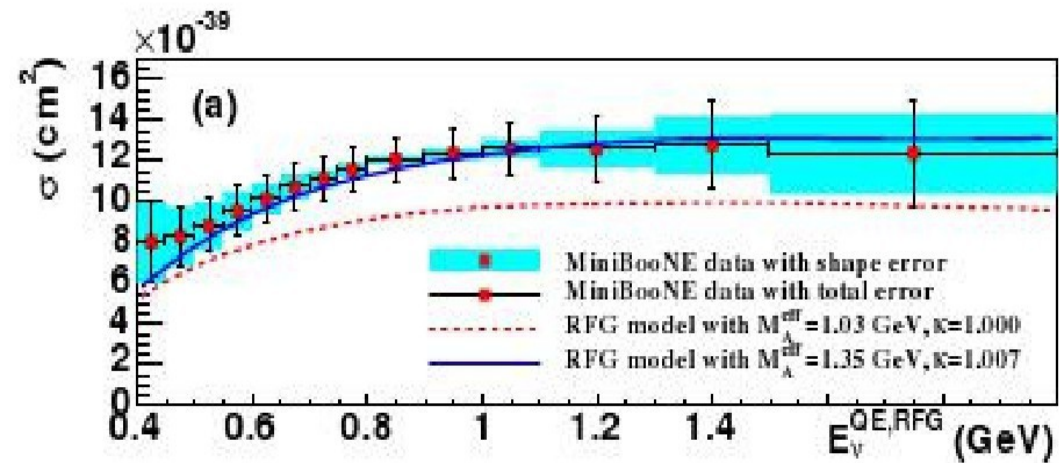 ×10⁻³⁹
σ (cm²)
(a)
16
14
12
10
8
6
4
2
0
MiniBooNE data with shape error
MiniBooNE data with total error
RFG model with M_A^eff=1.03 GeV,κ=1.000
RFG model with M_A^eff=1.35 GeV,κ=1.007
0.4 0.6 0.8 1 1.2 1.4 E_ν^QE,RFG (GeV)